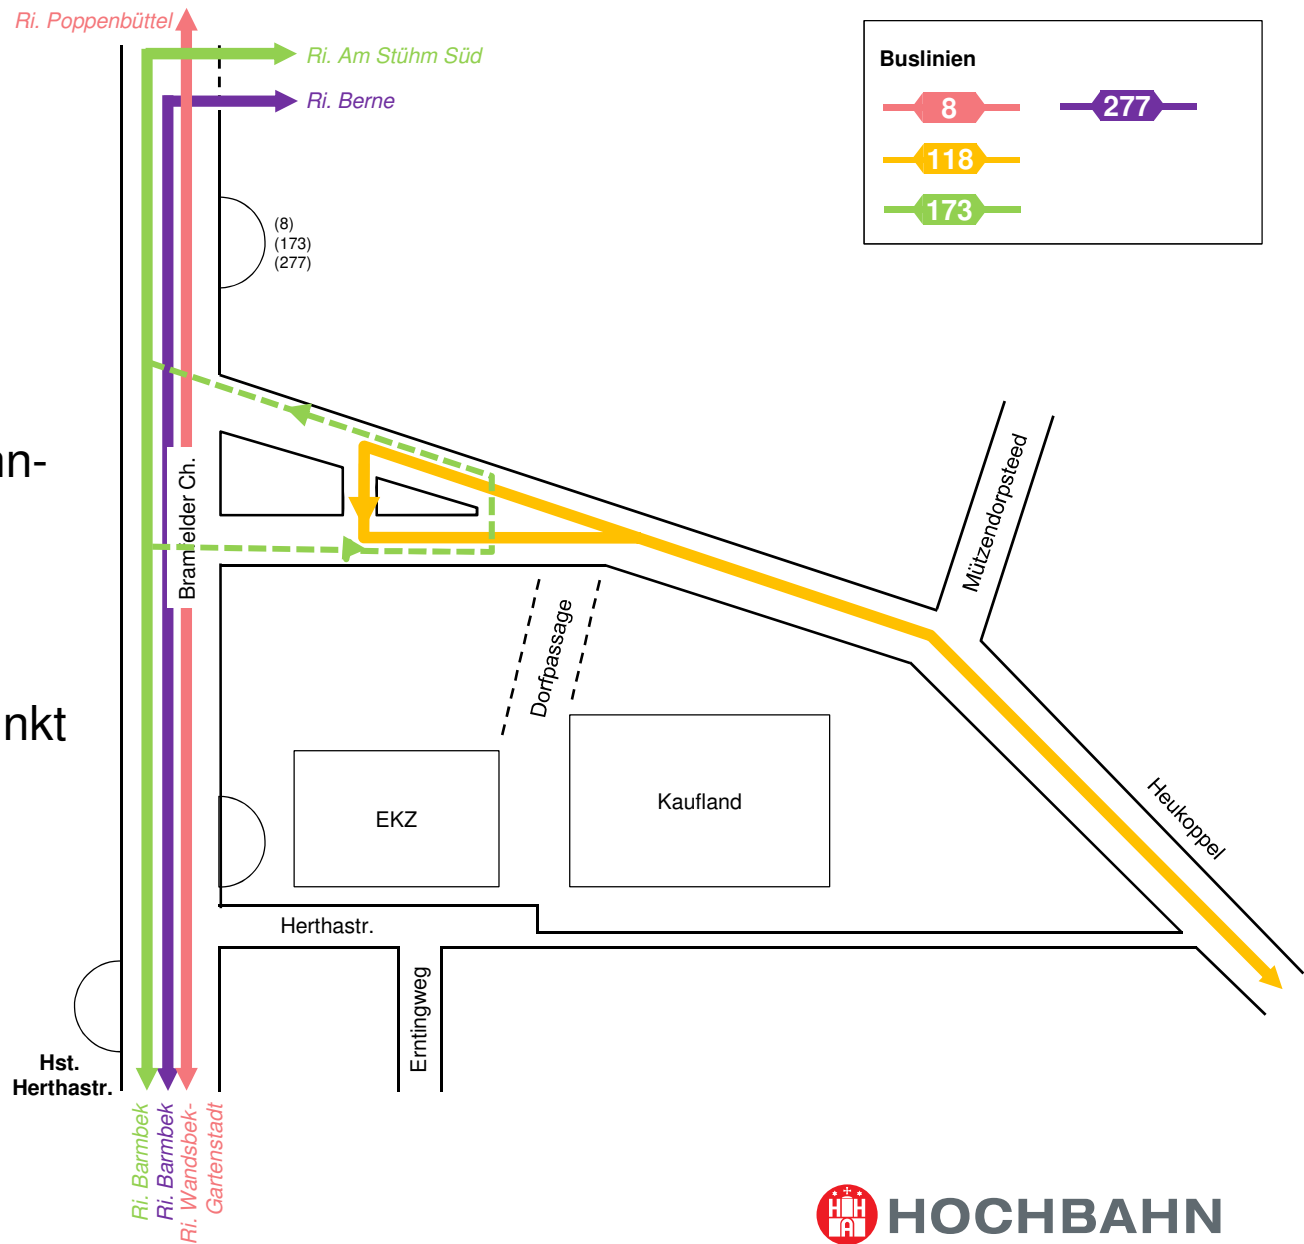 Ri. Poppenbüttel
Ri. Am Stühm Süd
Ri. Berne
Buslinien
8
277
118
173
(8)
(173)
(277)
nkt
Bramfelder Ch.
Mützendorpsteed
Dorfpassage
EKZ
Kaufland
Heukoppel
Herthastr.
Erntingweg
Hst.
Herthastr.
Ri. Barmbek
Ri. Barmbek
Ri. Wandsbek-
Gartenstadt
HOCHBAHN